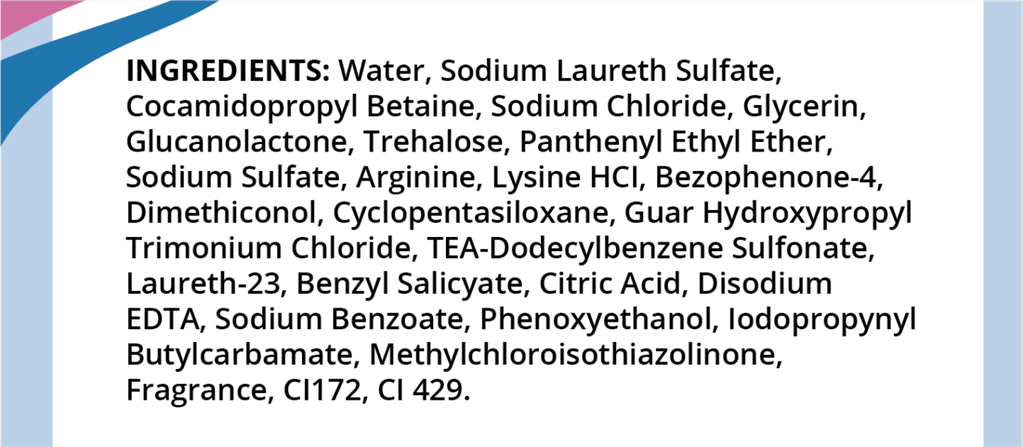 INGREDIENTS: Water, Sodium Laureth Sulfate,
Cocamidopropyl Betaine, Sodium Chloride, Glycerin,
Glucanolactone, Trehalose, Panthenyl Ethyl Ether,
Sodium Sulfate, Arginine, Lysine HCI, Bezophenone-4,
Dimethiconol, Cyclopentasiloxane, Guar Hydroxypropyl
Trimonium Chloride, TEA-Dodecylbenzene Sulfonate,
Laureth-23, Benzyl Salicyate, Citric Acid, Disodium
EDTA, Sodium Benzoate, Phenoxyethanol, Iodopropynyl
Butylcarbamate, Methylchloroisothiazolinone,
Fragrance, CI172, CI 429.